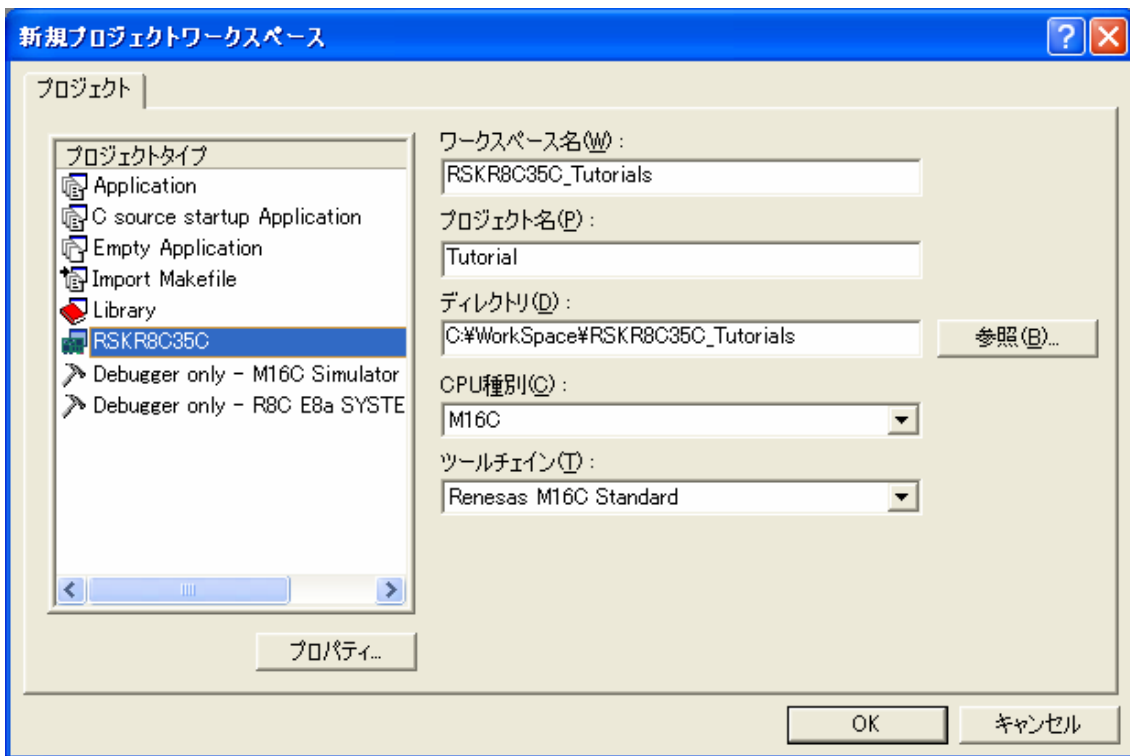 新規プロジェクトワークスペース
プロジェクト
プロジェクトタイプ
Application
C source startup Application
Empty Application
Import Makefile
Library
RSKR8C35C
Debugger only - M16C Simulator
Debugger only - R8C E8a SYSTE
プロパティ...
ワークスペース名(W):
RSKR8C35C_Tutorials
プロジェクト名(P):
Tutorial
ディレクトリ(D):
C:¥WorkSpace¥RSKR8C35C_Tutorials
参照(B)...
CPU種別(C):
M16C
ツールチェイン(T):
Renesas M16C Standard
OK
キャンセル